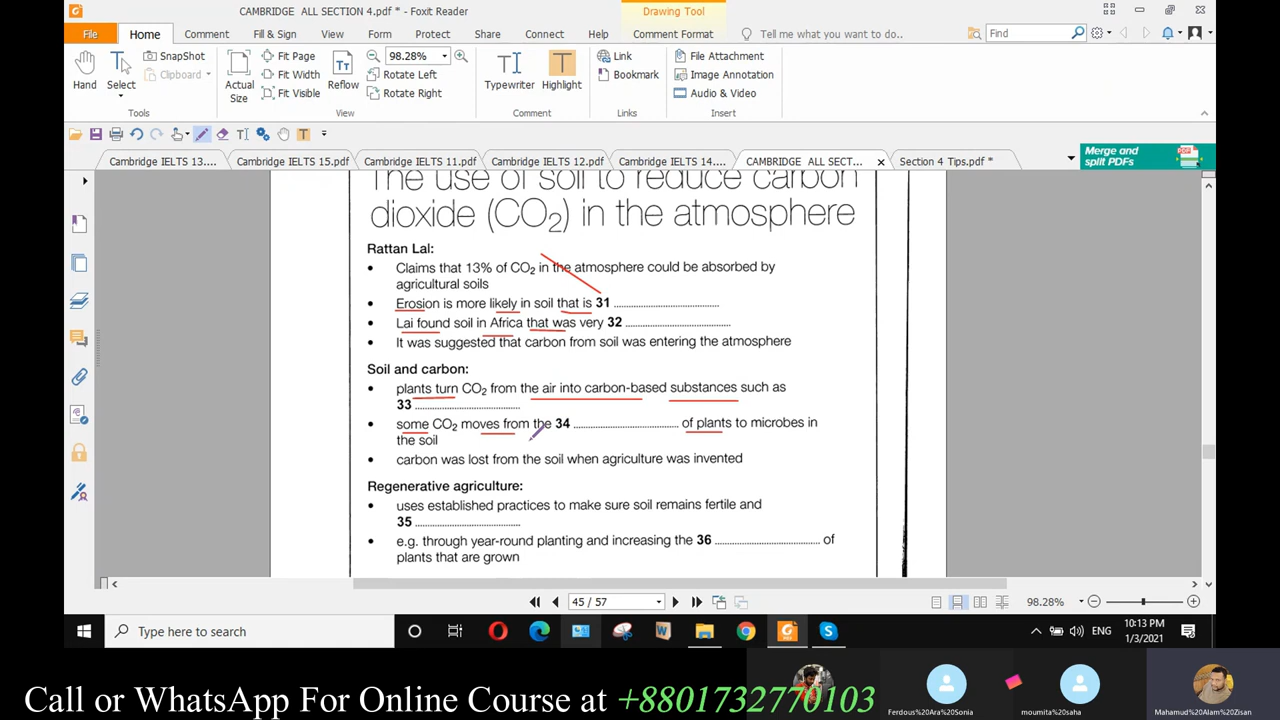 CAMBRIDGE ALL SECTION 4.pdf * - Foxit Reader
Drawing Tool
File Home Comment Fill & Sign View Form Protect Share Connect Help Comment Format Tell me what you want to do.. Find
SnapShot Fit Page 98.28% Link File Attachment
Clipboard Fit Width Rotate Left Bookmark Image Annotation
Hand Select Actual Size Fit Visible Reflow Rotate Right Typewriter Highlight Audio & Video
Tools View Comment Links Insert
Cambridge IELTS 13.... Cambridge IELTS 15.pdf Cambridge IELTS 11.pdf Cambridge IELTS 12.pdf Cambridge IELTS 14.... CAMBRIDGE ALL SECT... Section 4 Tips.pdf * Merge and split PDFs
The use of soil to reduce carbon
dioxide (CO2) in the atmosphere
Rattan Lal:
• Claims that 13% of CO2 in the atmosphere could be absorbed by
agricultural soils
• Erosion is more likely in soil that is 31 ..............................
• Lai found soil in Africa that was very 32 ..............................
• It was suggested that carbon from soil was entering the atmosphere
Soil and carbon:
• plants turn CO2 from the air into carbon-based substances such as
33 ..............................
• some CO2 moves from the 34 .............................. of plants to microbes in
the soil
• carbon was lost from the soil when agriculture was invented
Regenerative agriculture:
• uses established practices to make sure soil remains fertile and
35 ..............................
• e.g. through year-round planting and increasing the 36 .............................. of
plants that are grown
45 / 57 98.28%
Type here to search ENG 10:13 PM
1/3/2021
Call or WhatsApp For Online Course at +8801732770103
Ferdous%20Ara%20Sonia moumita%20saha Mahamud%20Alam%20Zisan